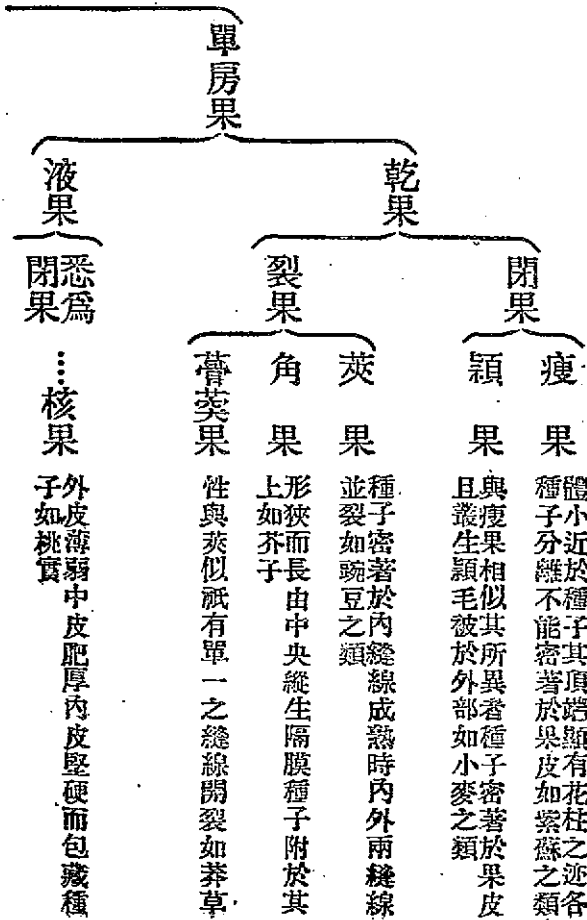 單房果
乾果
閉果
瘦果
體小近於種子其頂端顯有花柱之迹各
種子分離不能密著於果皮如紫蘇之類
穎果
與瘦果相似其所異者種子密著於果皮
且叢生穎毛被於外部如小麥之類
裂果
莢果
種子密著於內縫線成熟時內外兩縫線
並裂如豌豆之類
角果
形狹而長由中央縱生隔膜種子附於其
上如芥子
蓇葖果
性與莢似祇有單一之縫線開裂如莽草
液果
悉爲
閉果
…核果
外皮薄弱中皮肥厚內皮堅硬而包藏種
子如桃實